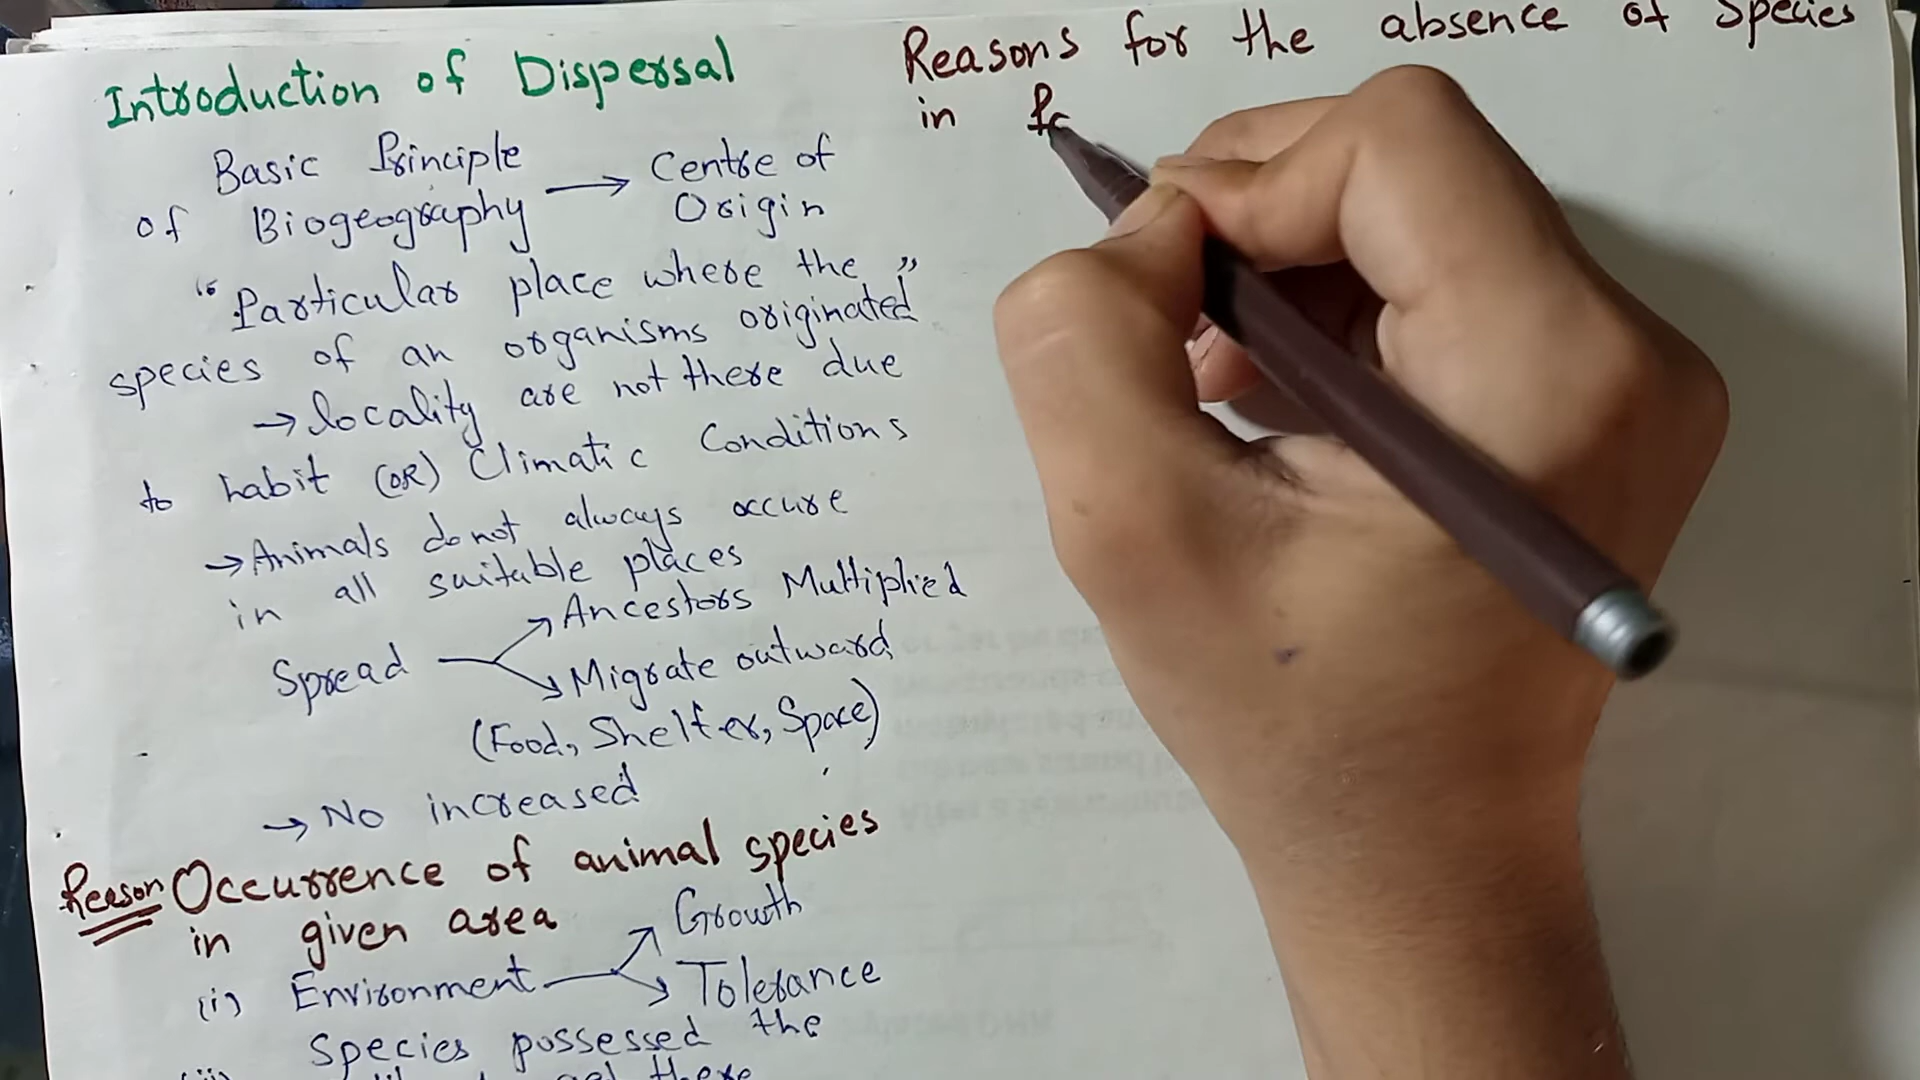 Introduction of Dispersal
Basic Principle
of Biogeography → Centre of
Origin
"Particular place where the"
species of an organisms originated
→ locality are not there due
to habit (OR) Climatic Conditions
→ Animals do not always occure
in all suitable places
Spread → Ancestors Multiplied
→ Migrate outward
(Food, Shelter, Space)
→ No increased
Reason Occurrence of animal species
in given area
(i) Environment → Growth
→ Tolerance
Species possessed the
there
Reasons for the absence of Species
in